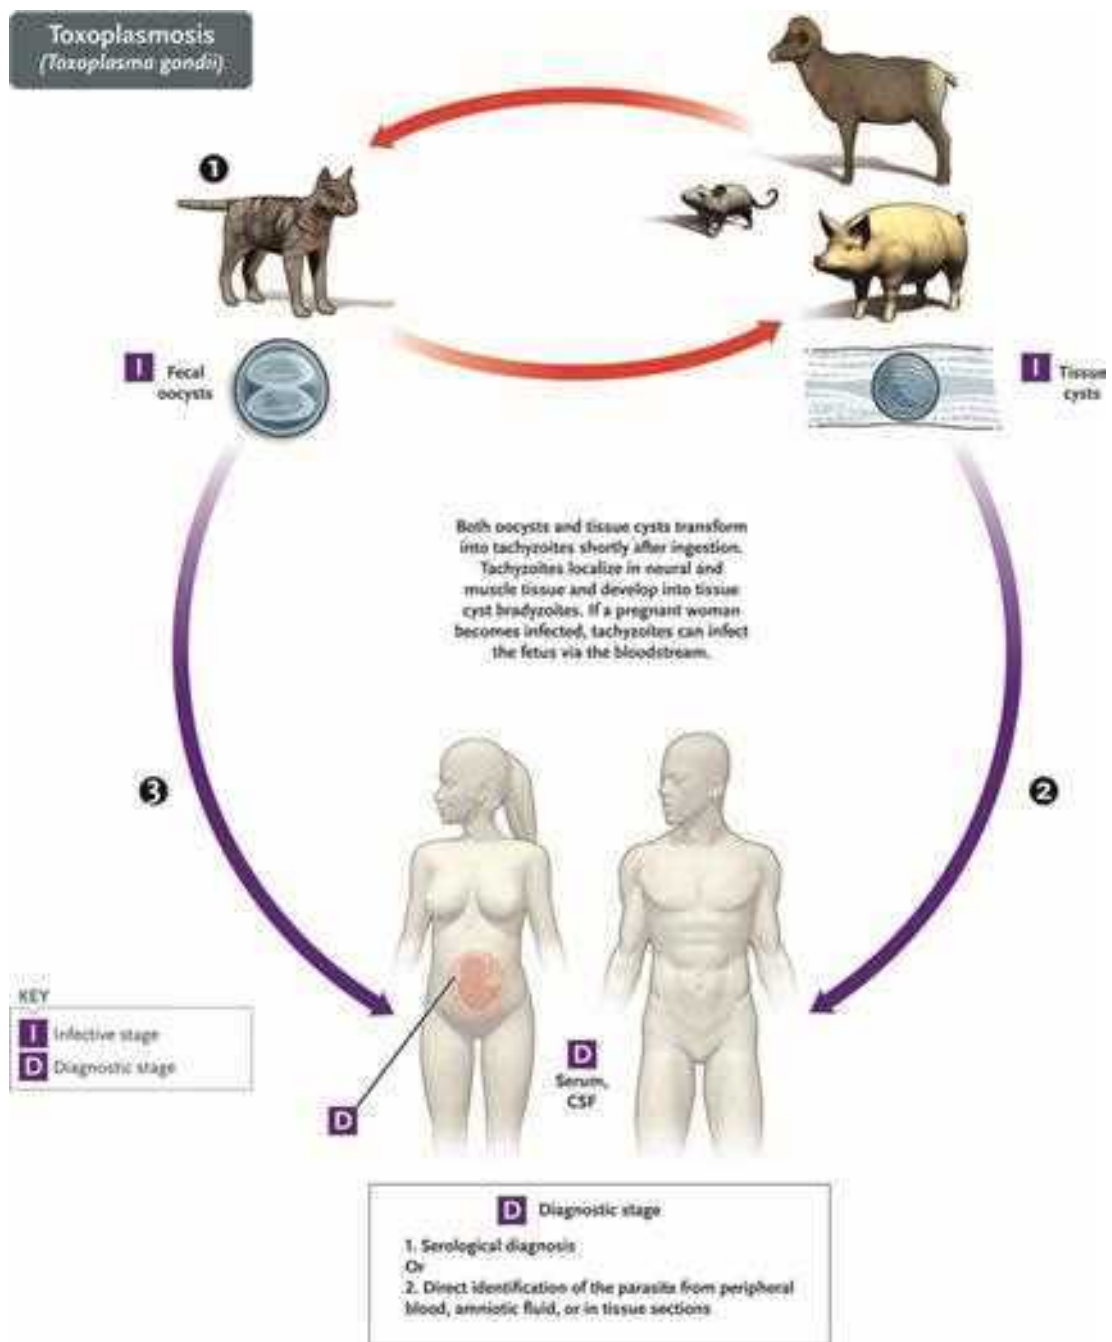 Toxoplasmosis
(Toxoplasma gondii)
1
I Fecal
oocysts
I Tissue
cysts
Both oocysts and tissue cysts transform
into tachyzoites shortly after ingestion.
Tachyzoites localize in neural and
muscle tissue and develop into tissue
cyst bradyzoites. If a pregnant woman
becomes infected, tachyzoites can infect
the fetus via the bloodstream.
3
2
KEY
I Infective stage
D Diagnostic stage
D
Serum,
CSF
D
D Diagnostic stage
1. Serological diagnosis
Or
2. Direct identification of the parasite from peripheral
blood, amniotic fluid, or in tissue sections